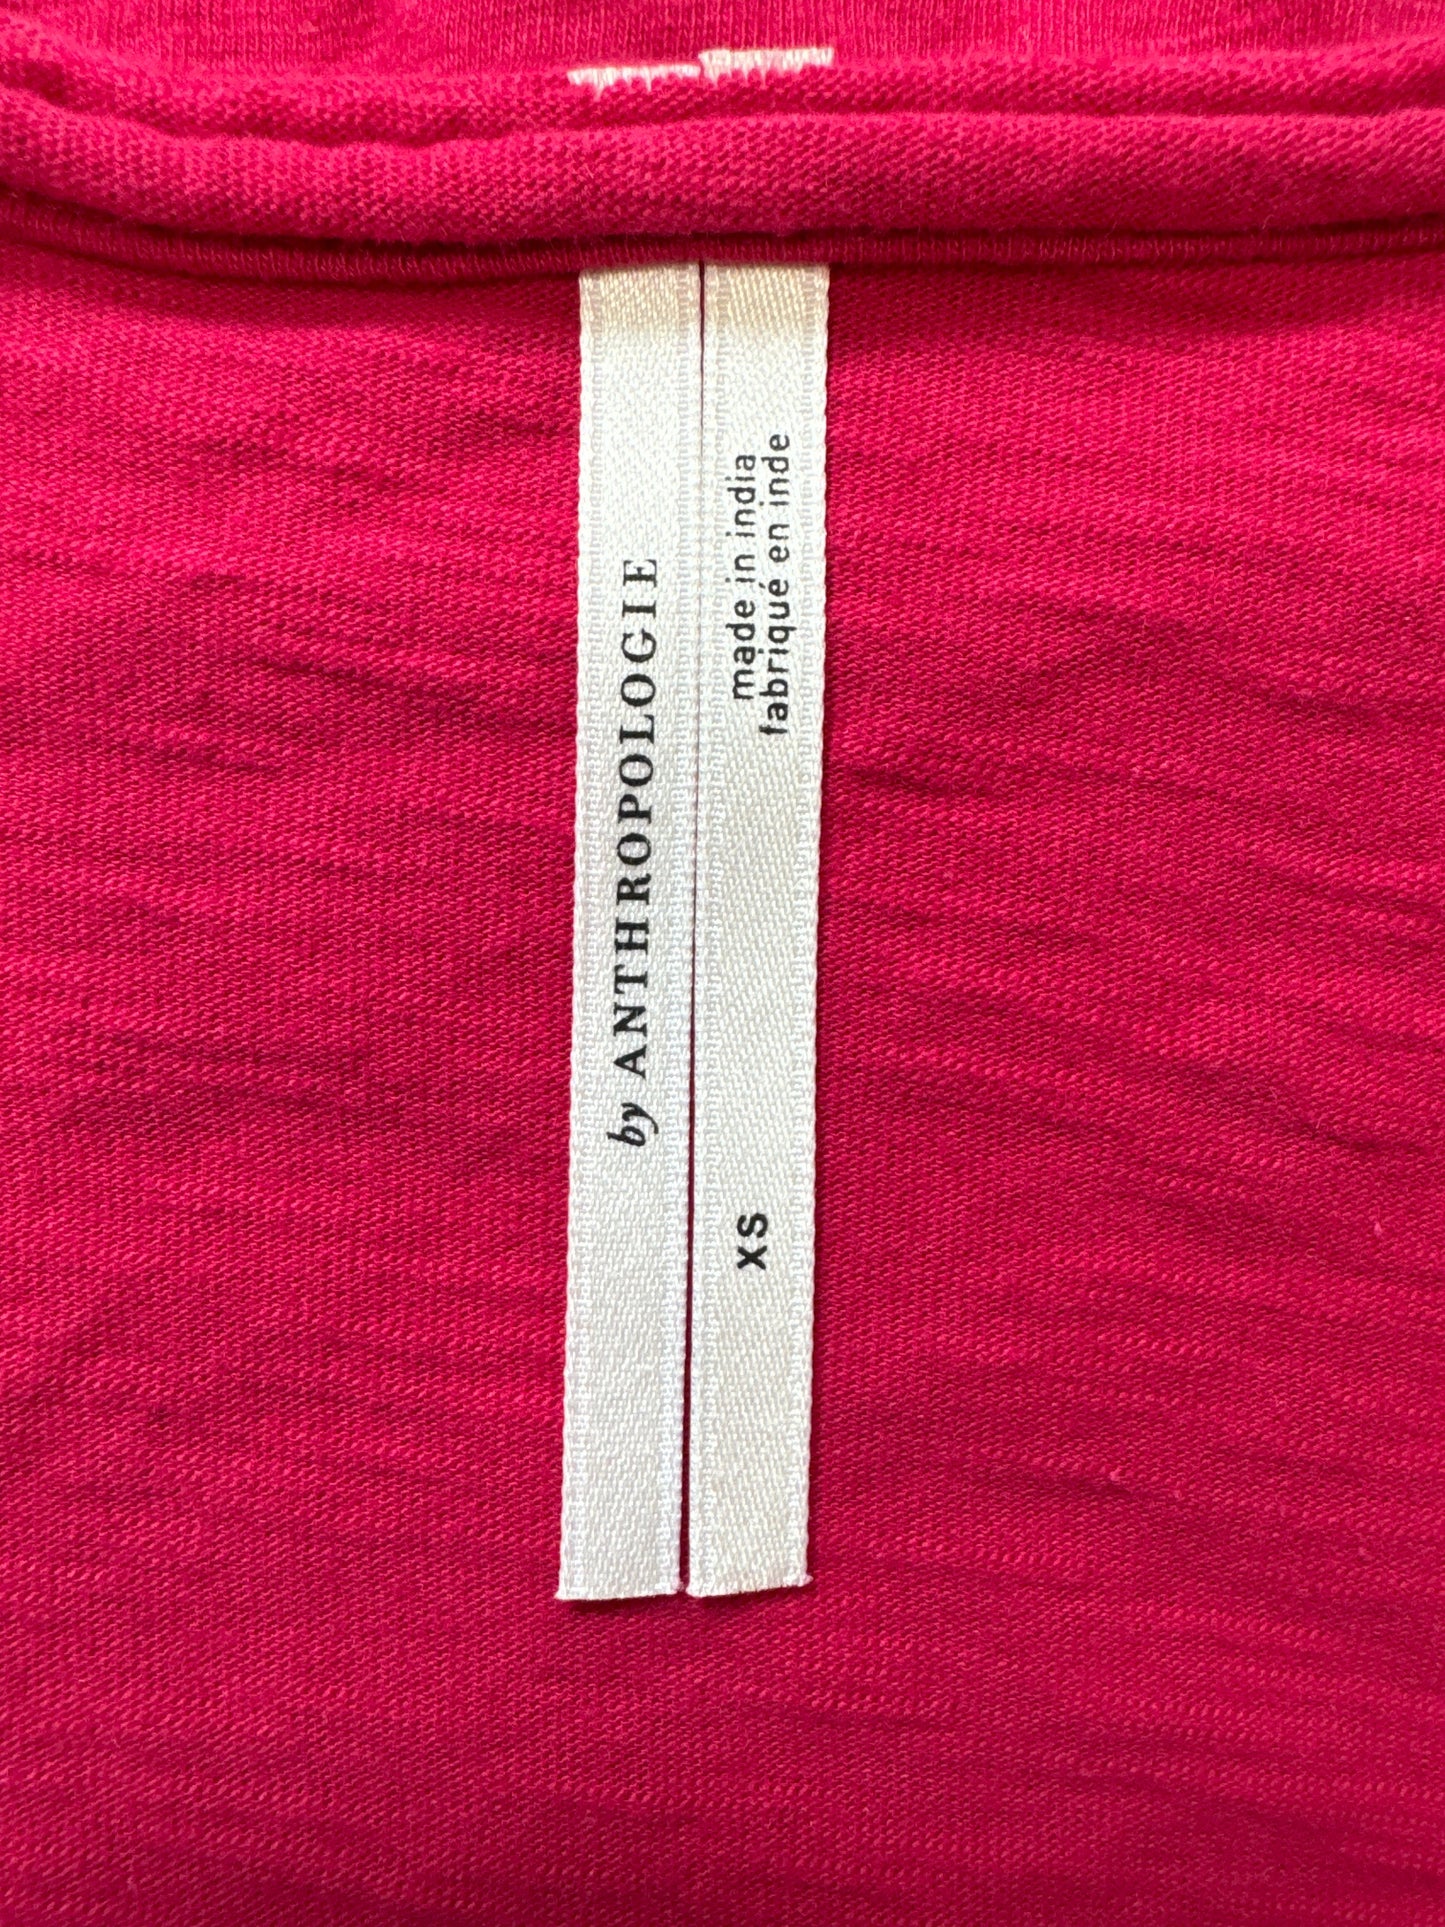 by ANTHROPOLOGIE
made in india
fabriqué en inde
XS